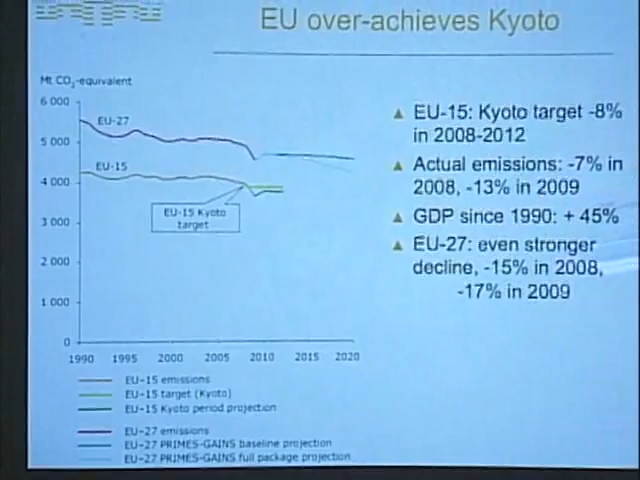 EU over-achieves Kyoto
Mt CO2-equivalent
6 000
5 000
4 000
3 000
2 000
1 000
0
EU-27
EU-15
EU-15 Kyoto
target
1990 1995 2000 2005 2010 2015 2020
EU-15 emissions
EU-15 target (Kyoto)
EU-15 Kyoto period projection
EU-27 emissions
EU-27 PRIMES-GAINS baseline projection
EU-27 PRIMES-GAINS full package projection
▲ EU-15: Kyoto target -8%
in 2008-2012
▲ Actual emissions: -7% in
2008, -13% in 2009
▲ GDP since 1990: + 45%
▲ EU-27: even stronger
decline, -15% in 2008,
-17% in 2009